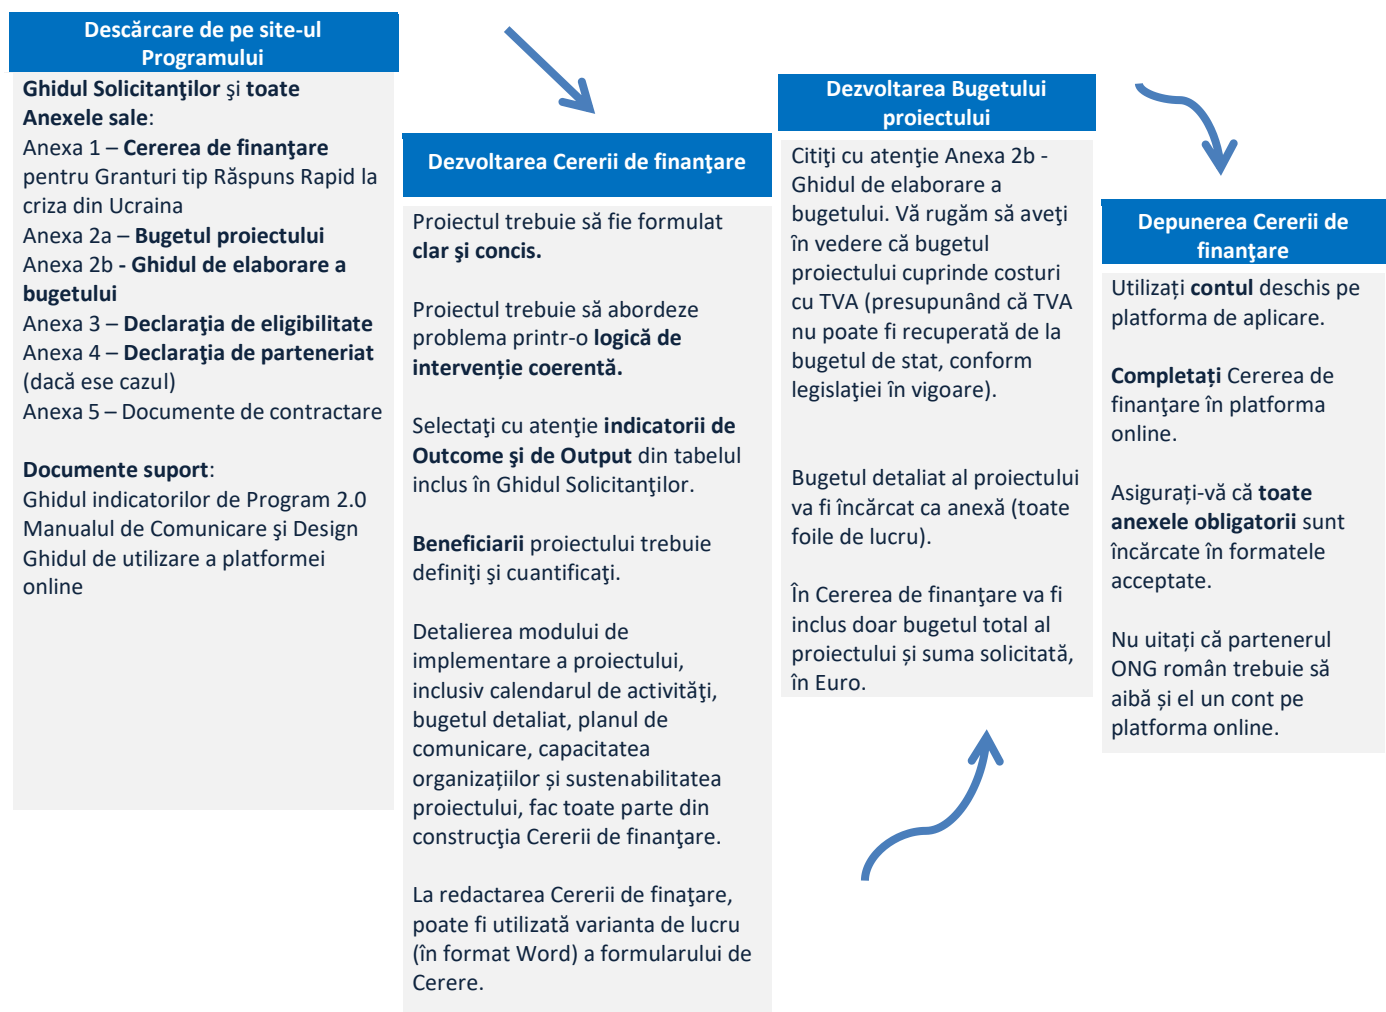 Descărcare de pe site-ul
Programului
Ghidul Solicitanţilor şi toate
Anexele sale:
Anexa 1 – Cererea de finanţare
pentru Granturi tip Răspuns Rapid la
criza din Ucraina
Anexa 2a – Bugetul proiectului
Anexa 2b - Ghidul de elaborare a
bugetului
Anexa 3 – Declaraţia de eligibilitate
Anexa 4 – Declaraţia de parteneriat
(dacă ese cazul)
Anexa 5 – Documente de contractare
Documente suport:
Ghidul indicatorilor de Program 2.0
Manualul de Comunicare şi Design
Ghidul de utilizare a platformei
online
Dezvoltarea Cererii de finanţare
Proiectul trebuie să fie formulat
clar şi concis.
Proiectul trebuie să abordeze
problema printr-o logică de
intervenție coerentă.
Selectaţi cu atenţie indicatorii de
Outcome şi de Output din tabelul
inclus în Ghidul Solicitanţilor.
Beneficiarii proiectului trebuie
definiţi şi cuantificaţi.
Detalierea modului de
implementare a proiectului,
inclusiv calendarul de activităţi,
bugetul detaliat, planul de
comunicare, capacitatea
organizațiilor și sustenabilitatea
proiectului, fac toate parte din
construcţia Cererii de finanţare.
La redactarea Cererii de finaţare,
poate fi utilizată varianta de lucru
(în format Word) a formularului de
Cerere.
Dezvoltarea Bugetului
proiectului
Citiţi cu atenţie Anexa 2b -
Ghidul de elaborare a
bugetului. Vă rugăm să aveţi
în vedere că bugetul
proiectului cuprinde costuri
cu TVA (presupunând că TVA
nu poate fi recuperată de la
bugetul de stat, conform
legislaţiei în vigoare).
Bugetul detaliat al proiectului
va fi încărcat ca anexă (toate
foile de lucru).
În Cererea de finanţare va fi
inclus doar bugetul total al
proiectului și suma solicitată,
în Euro.
Depunerea Cererii de
finanţare
Utilizați contul deschis pe
platforma de aplicare.
Completați Cererea de
finanţare în platforma
online.
Asigurați-vă că toate
anexele obligatorii sunt
încărcate în formatele
acceptate.
Nu uitați că partenerul
ONG român trebuie să
aibă și el un cont pe
platforma online.